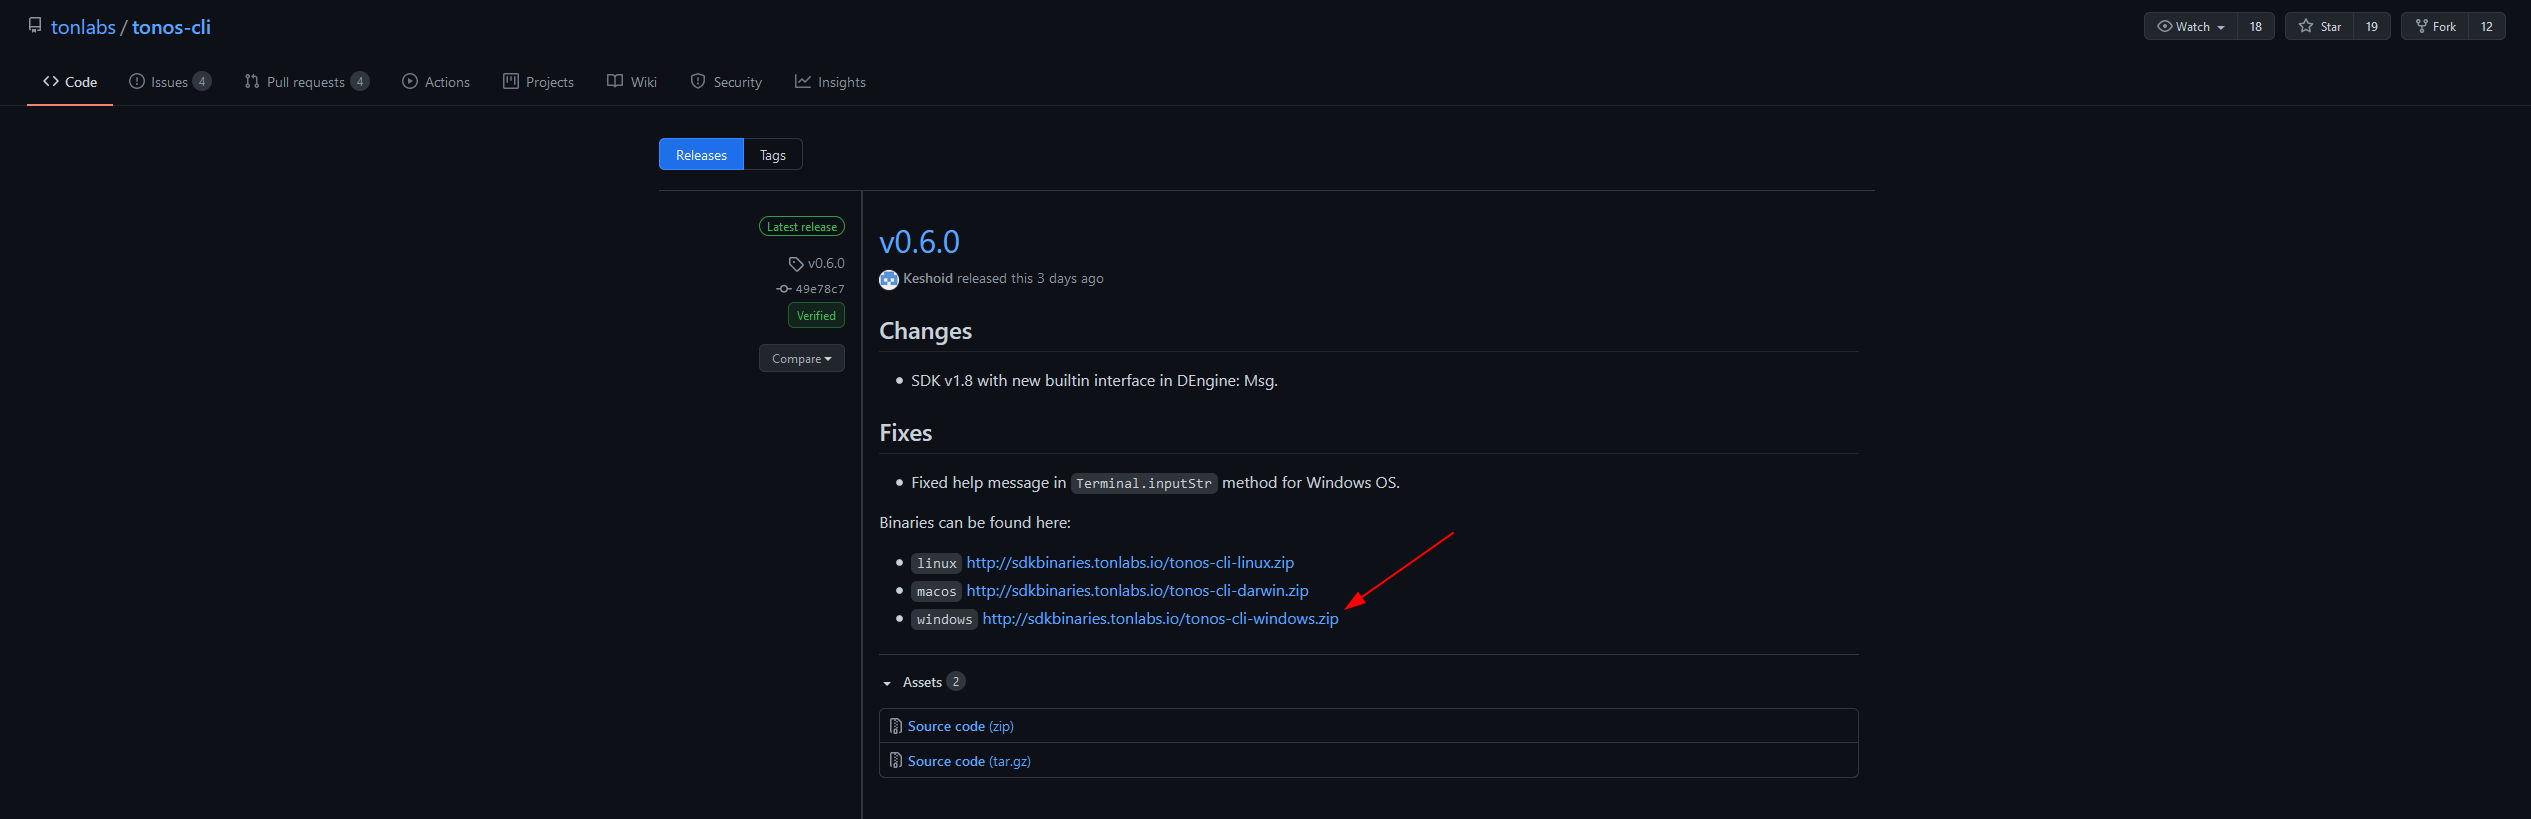 tonlabs / tonos-cli
Watch 18 Star 19 Fork 12
Code Issues 4 Pull requests 4 Actions Projects Wiki Security Insights
Releases Tags
Latest release
v0.6.0
49e78c7
Verified
Compare
v0.6.0
Keshoid released this 3 days ago
Changes
SDK v1.8 with new builtin interface in DEngine: Msg.
Fixes
Fixed help message in Terminal.inputStr method for Windows OS.
Binaries can be found here:
linux http://sdkbinaries.tonlabs.io/tonos-cli-linux.zip
macos http://sdkbinaries.tonlabs.io/tonos-cli-darwin.zip
windows http://sdkbinaries.tonlabs.io/tonos-cli-windows.zip
Assets 2
Source code (zip)
Source code (tar.gz)